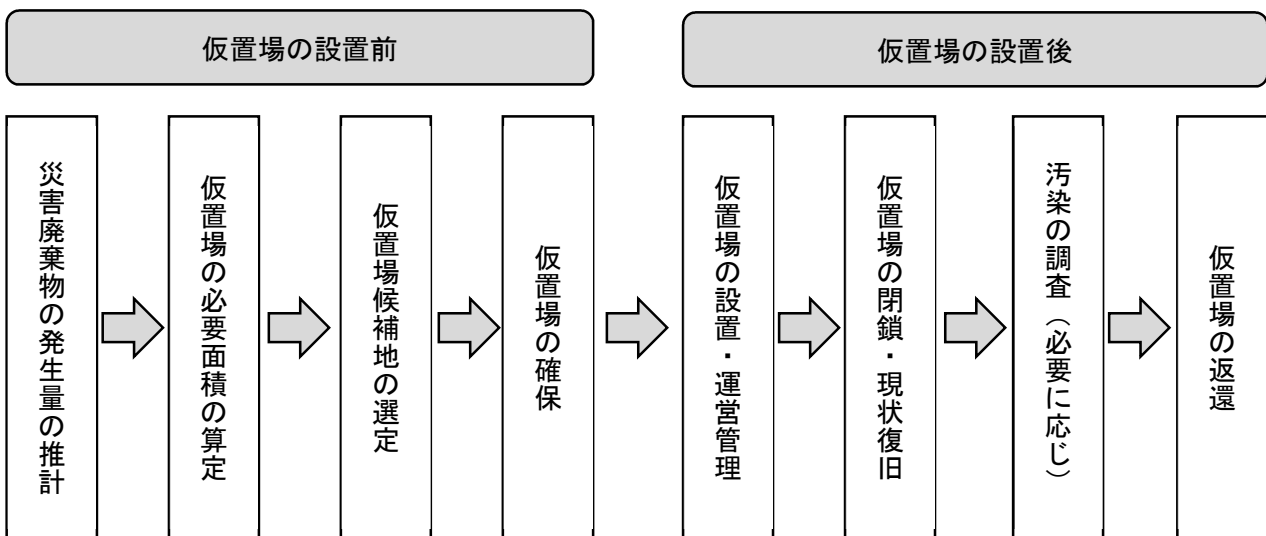 仮置場の設置前
仮置場の設置後
災害廃棄物の発生量の推計
仮置場の必要面積の算定
仮置場候補地の選定
仮置場の確保
仮置場の設置・運営管理
仮置場の閉鎖・現状復旧
汚染の調査（必要に応じ）
仮置場の返還